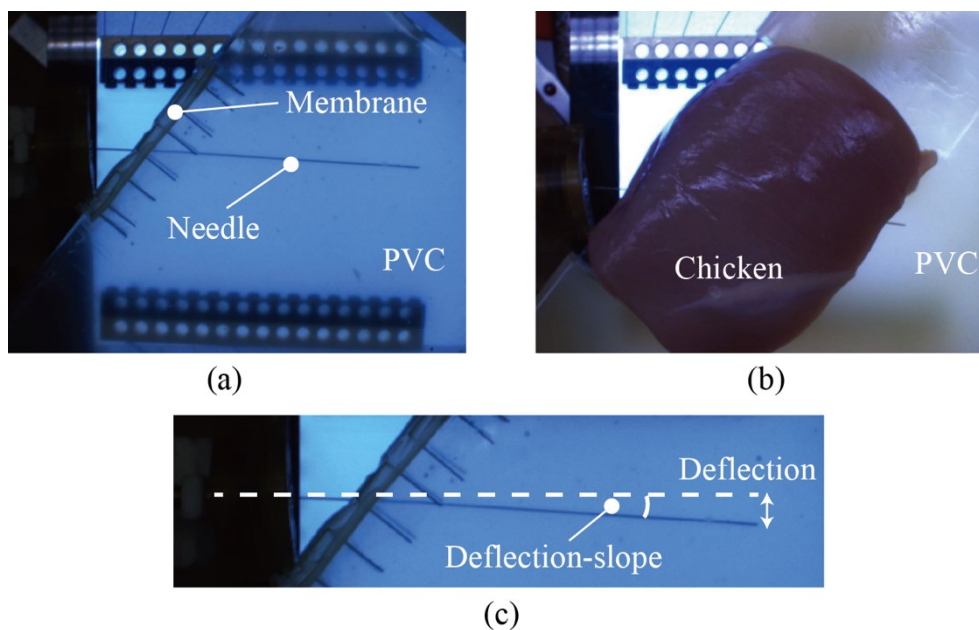 Membrane
Needle
PVC
(a)
Chicken
PVC
(b)
Deflection
Deflection-slope
(c)